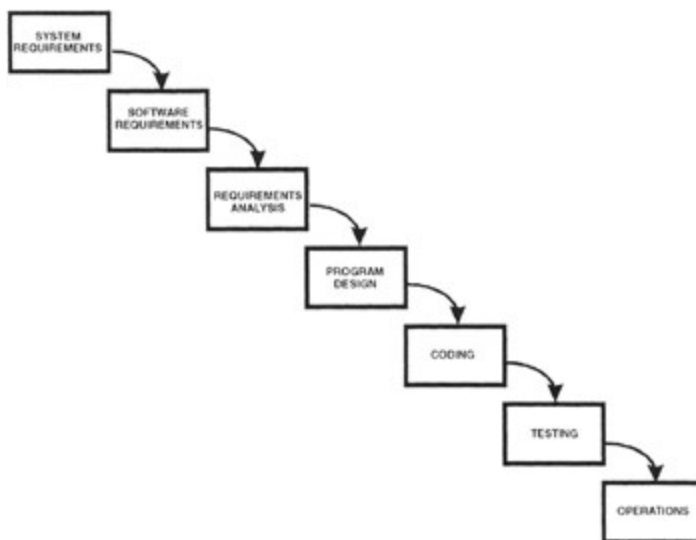 SYSTEM
REQUIREMENTS
SOFTWARE
REQUIREMENTS
REQUIREMENTS
ANALYSIS
PROGRAM
DESIGN
CODING
TESTING
OPERATIONS